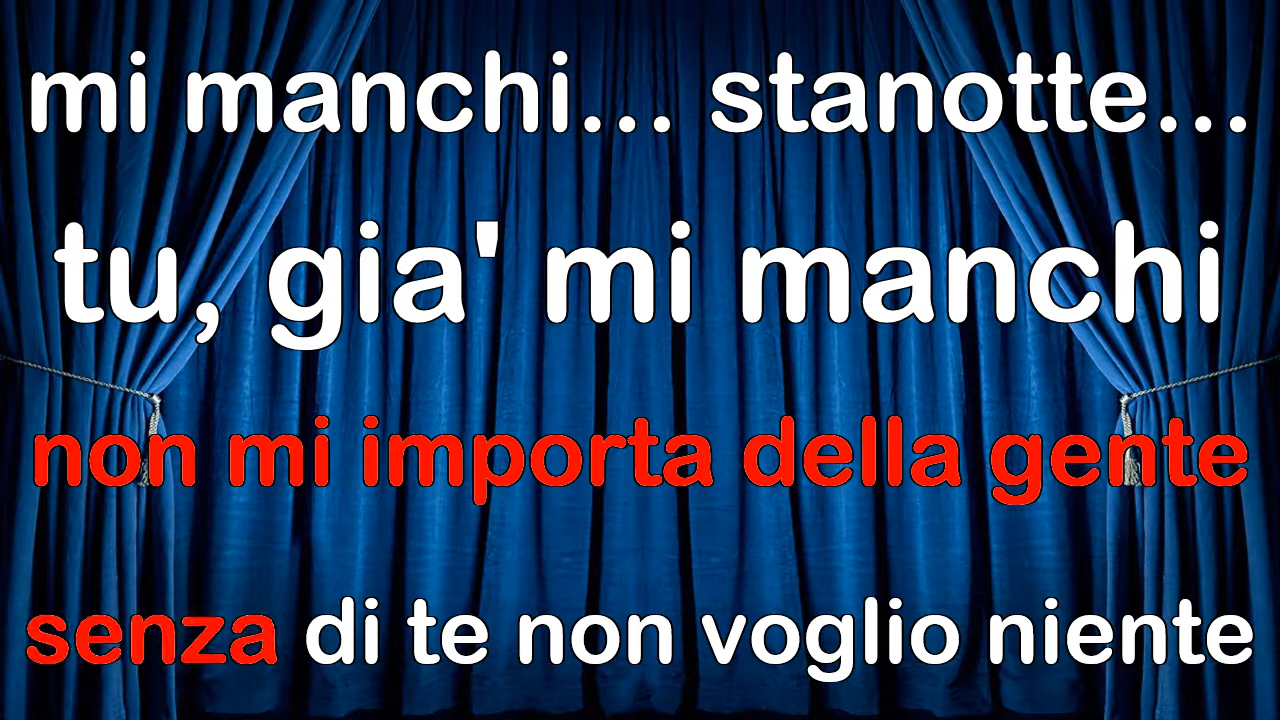 mi manchi... stanotte...
tu, gia' mi manchi
non mi importa della gente
senza di te non voglio niente